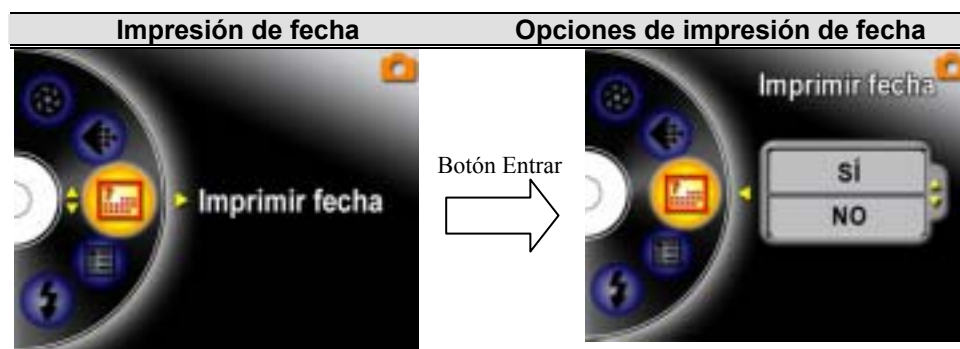 Impresión de fecha
Opciones de impresión de fecha
Imprimir fecha
Botón Entrar
Imprimir fecha
SÍ
NO